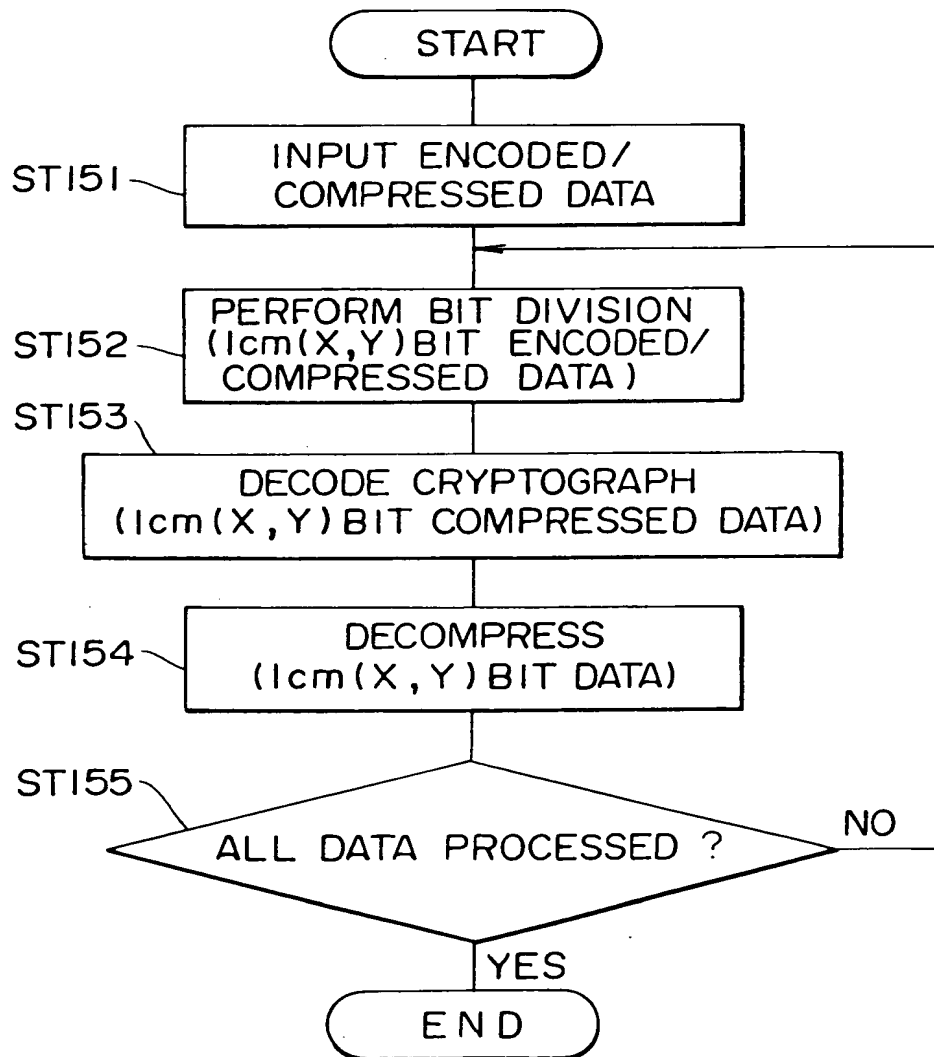 START
ST151
INPUT ENCODED/
COMPRESSED DATA
ST152
PERFORM BIT DIVISION
(lcm(X,Y)BIT ENCODED/
COMPRESSED DATA)
ST153
DECODE CRYPTOGRAPH
(lcm(X,Y)BIT COMPRESSED DATA)
ST154
DECOMPRESS
(lcm(X,Y)BIT DATA)
ST155
ALL DATA PROCESSED ?
NO
YES
END